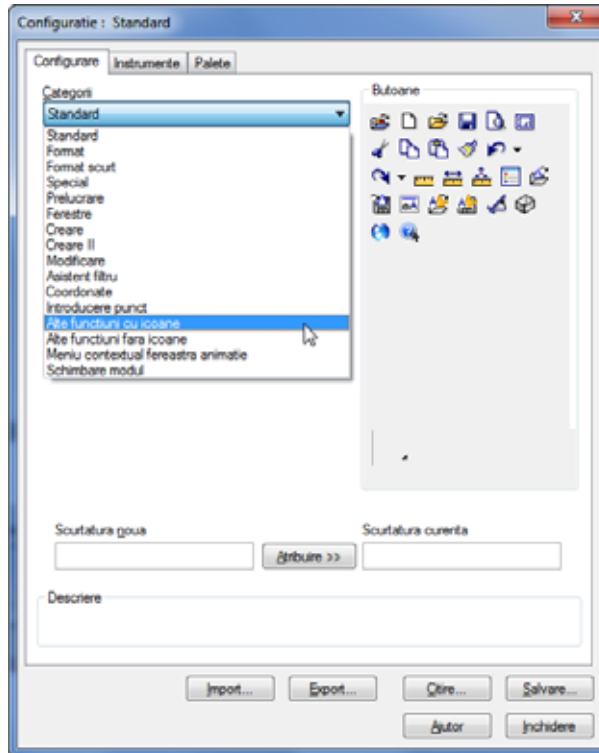 Configuratie : Standard
Configurare Instrumente Palete
Categorii
Standard
Standard
Format
Format scurt
Special
Prelucrare
Ferestre
Creare
Creare II
Modificare
Asistent filtru
Coordonate
Introducere punct
Alte functiuni cu icoane
Alte functiuni fara icoane
Meniu contextual fereastra animatie
Schimbare modul
Butoane
Scurtatura noua
Atribuire >>
Scurtatura curenta
Descriere
Import... Export... Citire... Salvare...
Ajutor Inchidere